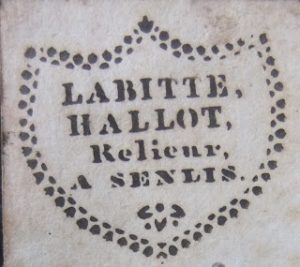 LABITTE,
HALLOT,
Relieur,
A SENLIS.